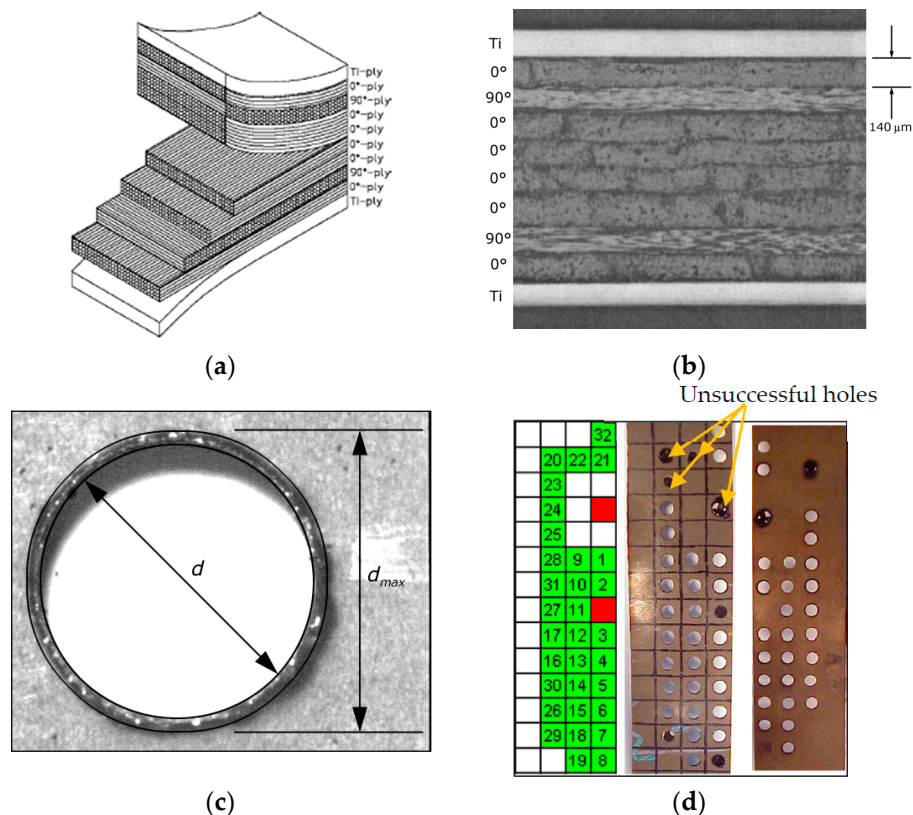 Ti-ply
0°-ply
90°-ply
0°-ply
0°-ply
0°-ply
0°-ply
90°-ply
0°-ply
Ti-ply
(a)
Ti
0°
90°
0°
0°
0°
0°
90°
0°
Ti
140 µm
(b)
d
dmax
(c)
Unsuccessful holes
32
20 22 21
23
24
25
28 9 1
31 10 2
27 11
17 12 3
16 13 4
30 14 5
26 15 6
29 18 7
19 8
(d)